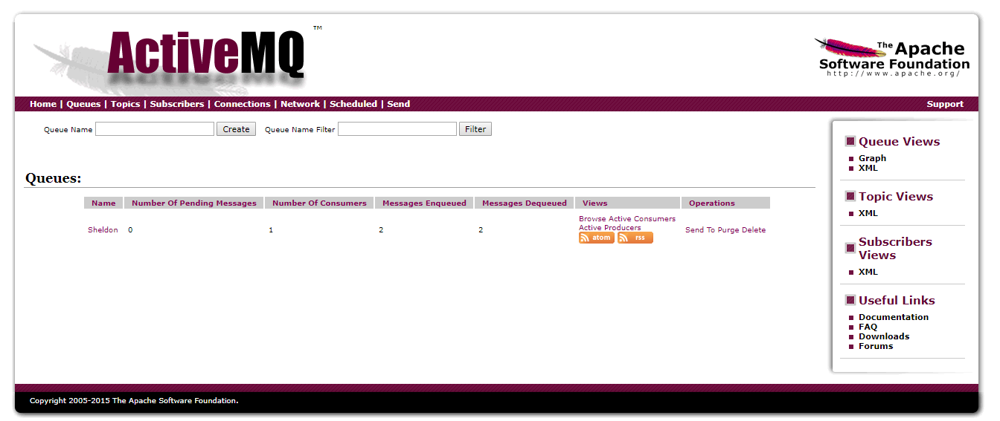 ActiveMQ™
The Apache
Software Foundation
http://www.apache.org/
Home | Queues | Topics | Subscribers | Connections | Network | Scheduled | Send
Support
Queue Name
Create
Queue Name Filter
Filter
Queues:
Name Number Of Pending Messages Number Of Consumers Messages Enqueued Messages Dequeued Views Operations
Sheldon 0 1 2 2
Browse Active Consumers
Active Producers
atom rss
Send To Purge Delete
Queue Views
Graph
XML
Topic Views
XML
Subscribers
Views
XML
Useful Links
Documentation
FAQ
Downloads
Forums
Copyright 2005-2015 The Apache Software Foundation.